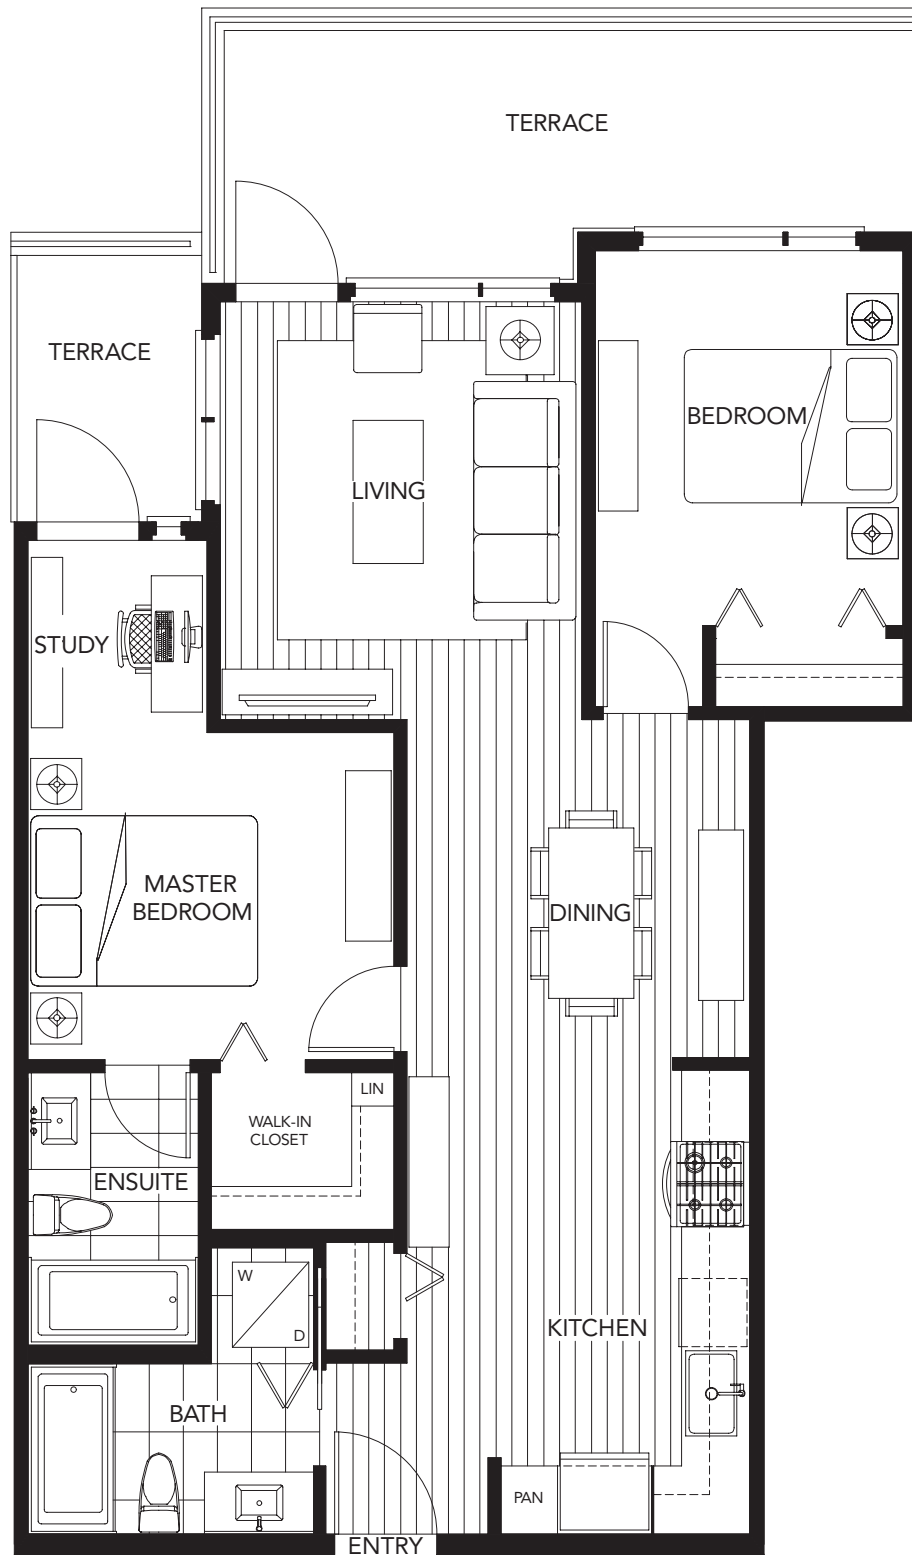 TERRACE
TERRACE
BEDROOM
LIVING
STUDY
MASTER
BEDROOM
DINING
LIN
WALK-IN
CLOSET
ENSUITE
W
D
KITCHEN
BATH
PAN
ENTRY